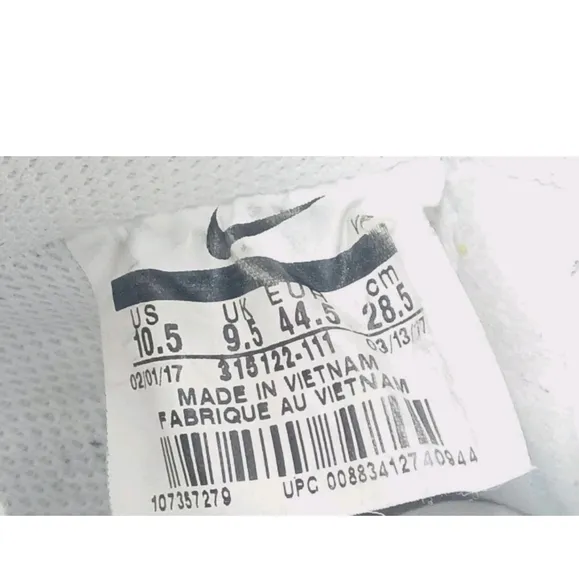 US UK EUR cm
10.5 9.5 44.5 28.5
02/01/17 315122-111 03/13/17
MADE IN VIETNAM
FABRIQUE AU VIETNAM
107357279 UPC 00883412740944